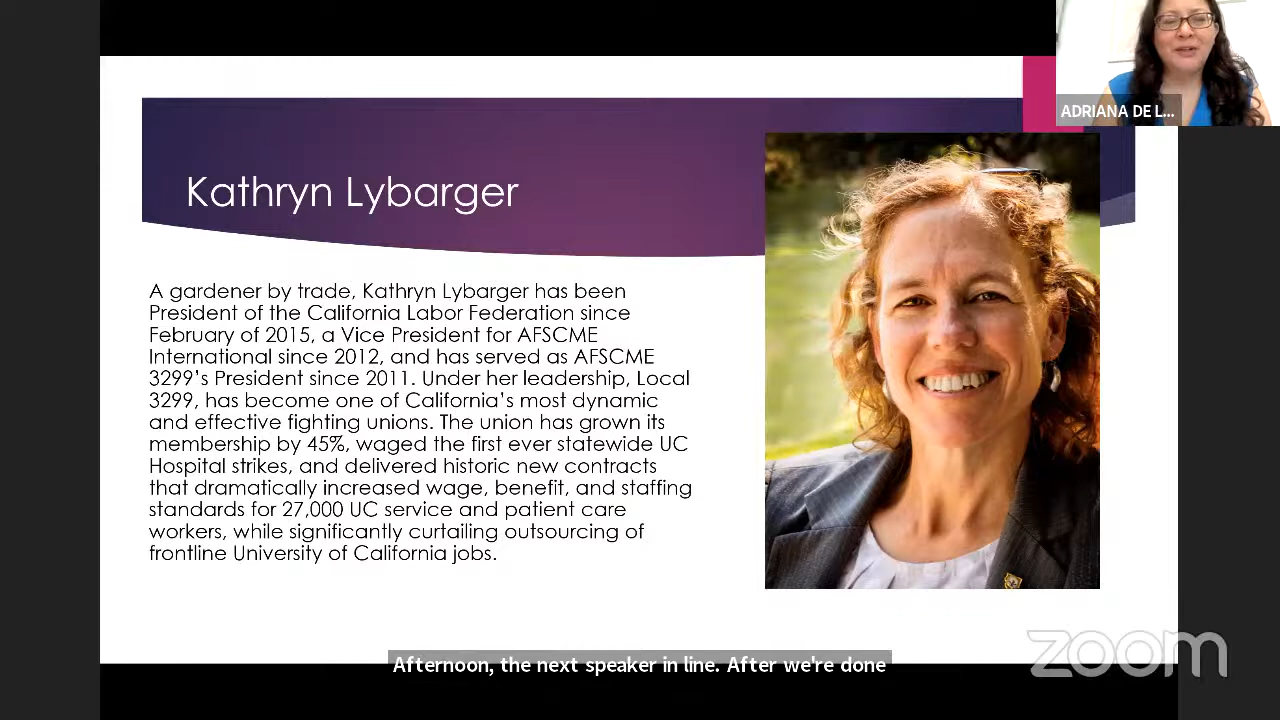 ADRIANA DE L...
Kathryn Lybarger
A gardener by trade, Kathryn Lybarger has been
President of the California Labor Federation since
February of 2015, a Vice President for AFSCME
International since 2012, and has served as AFSCME
3299’s President since 2011. Under her leadership, Local
3299, has become one of California’s most dynamic
and effective fighting unions. The union has grown its
membership by 45%, waged the first ever statewide UC
Hospital strikes, and delivered historic new contracts
that dramatically increased wage, benefit, and staffing
standards for 27,000 UC service and patient care
workers, while significantly curtailing outsourcing of
frontline University of California jobs.
Afternoon, the next speaker in line. After we're done
zoom